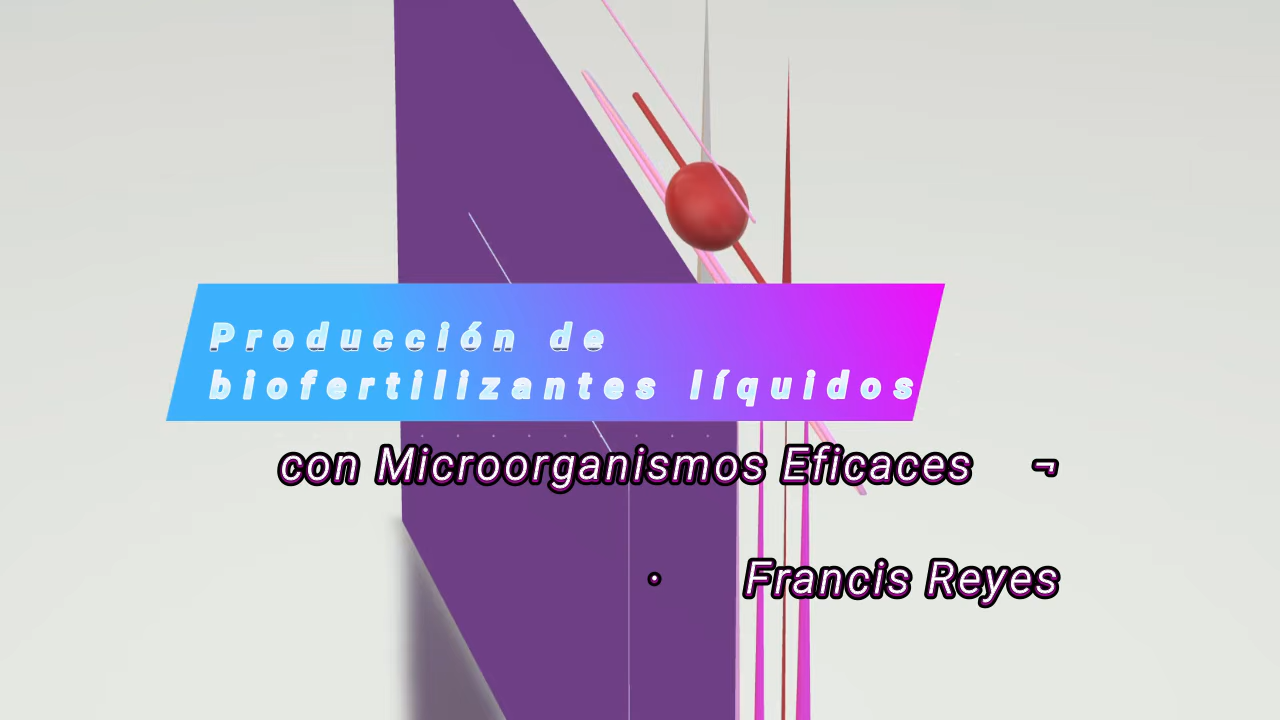 Producción de
biofertilizantes líquidos
con Microorganismos Eficaces ¬
· Francis Reyes